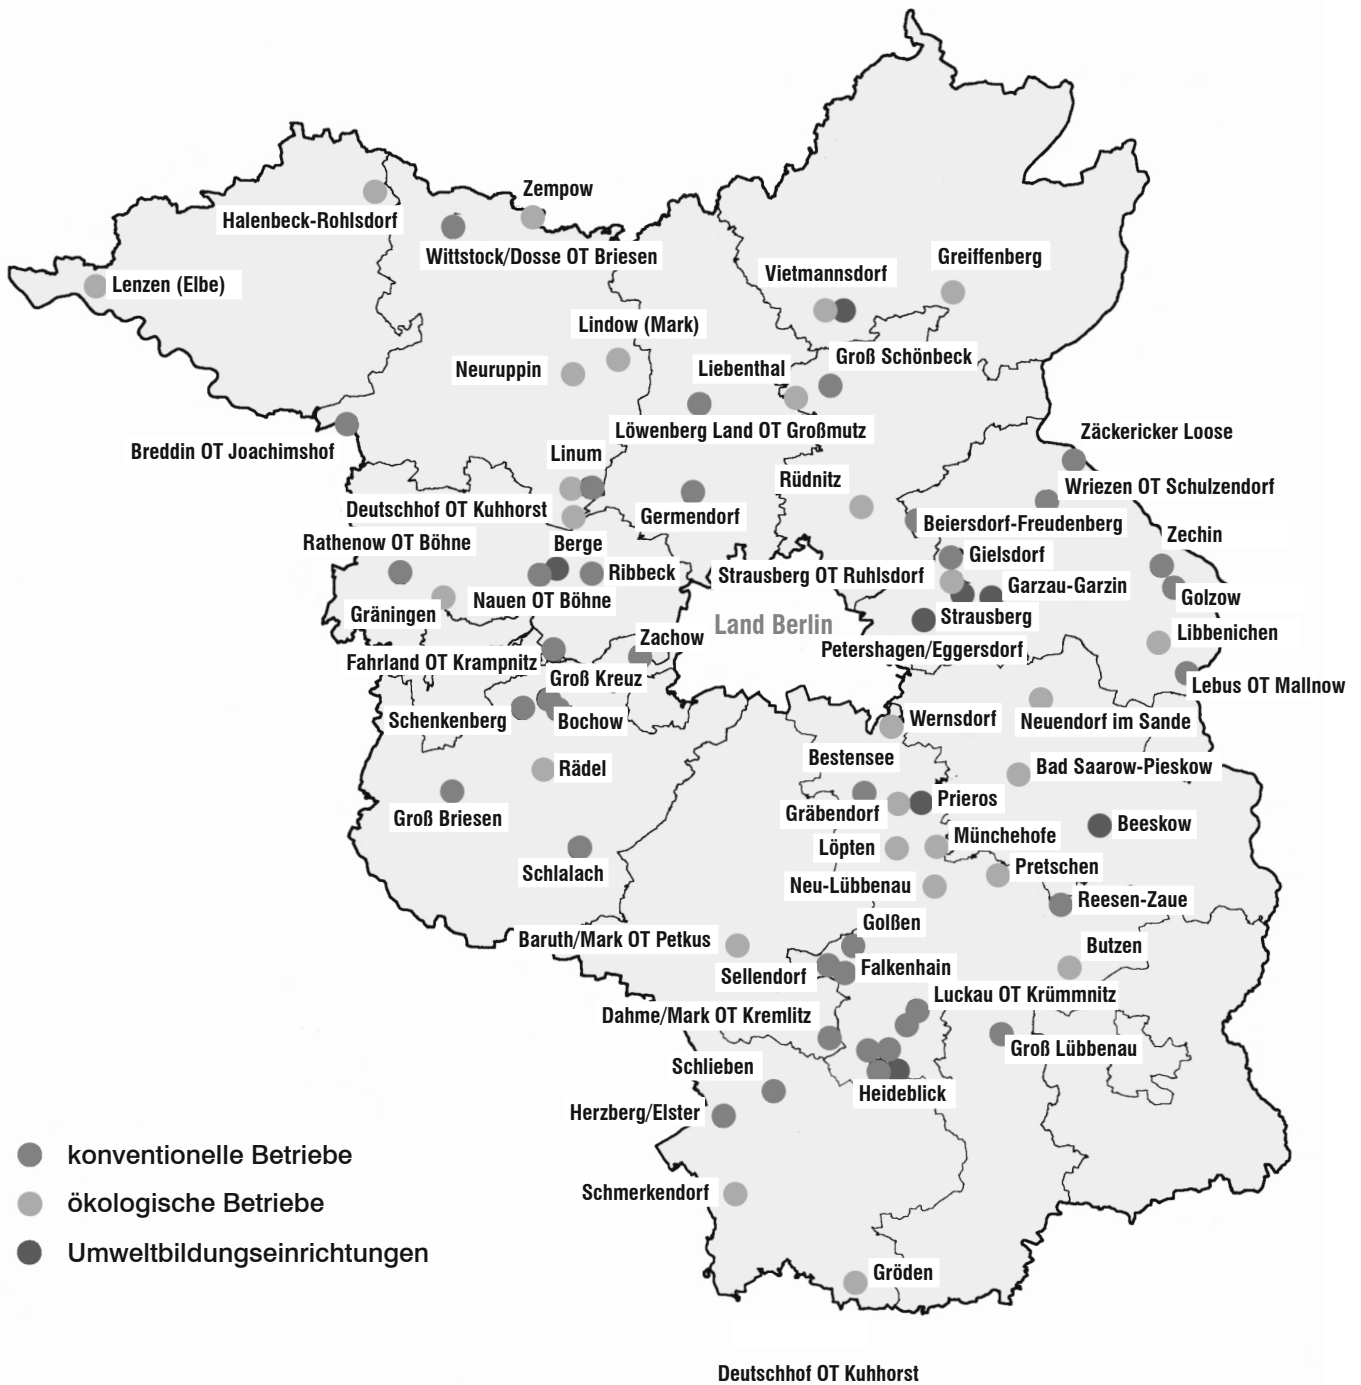 Zempow
Halenbeck-Rohlsdorf
Wittstock/Dosse OT Briesen
Greiffenberg
Vietmannsdorf
Lenzen (Elbe)
Lindow (Mark)
Groß Schönbeck
Neuruppin
Liebenthal
Löwenberg Land OT Großmutz
Zäckericker Loose
Breddin OT Joachimshof
Linum
Rüdnitz
Wriezen OT Schulzendorf
Deutschhof OT Kuhhorst
Germendorf
Beiersdorf-Freudenberg
Zechin
Rathenow OT Böhne
Berge
Gielsdorf
Ribbeck
Strausberg OT Ruhlsdorf
Garzau-Garzin
Nauen OT Böhne
Golzow
Gräningen
Strausberg
Land Berlin
Libbenichen
Zachow
Petershagen/Eggersdorf
Fahrland OT Krampnitz
Groß Kreuz
Lebus OT Mallnow
Schenkenberg
Bochow
Wernsdorf
Neuendorf im Sande
Bestensee
Rädel
Bad Saarow-Pieskow
Prieros
Gräbendorf
Groß Briesen
Beeskow
Münchehofe
Löpten
Schlalach
Pretschen
Neu-Lübbenau
Reesen-Zaue
Golßen
Baruth/Mark OT Petkus
Butzen
Sellendorf
Falkenhain
Luckau OT Krümmnitz
Dahme/Mark OT Kremlitz
Groß Lübbenau
Schlieben
Heideblick
Herzberg/Elster
konventionelle Betriebe
Schmerkendorf
ökologische Betriebe
Umweltbildungseinrichtungen
Gröden
Deutschhof OT Kuhhorst